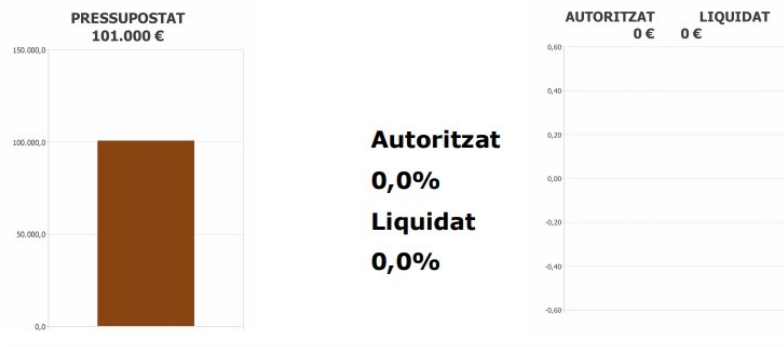 PRESSUPOSTAT
101.000 €
150.000,0
100.000,0
50.000,0
0,0
Autoritzat
0,0%
Liquidat
0,0%
AUTORITZAT LIQUIDAT
0 € 0 €
0,60
0,40
0,20
0,00
-0,20
-0,40
-0,60